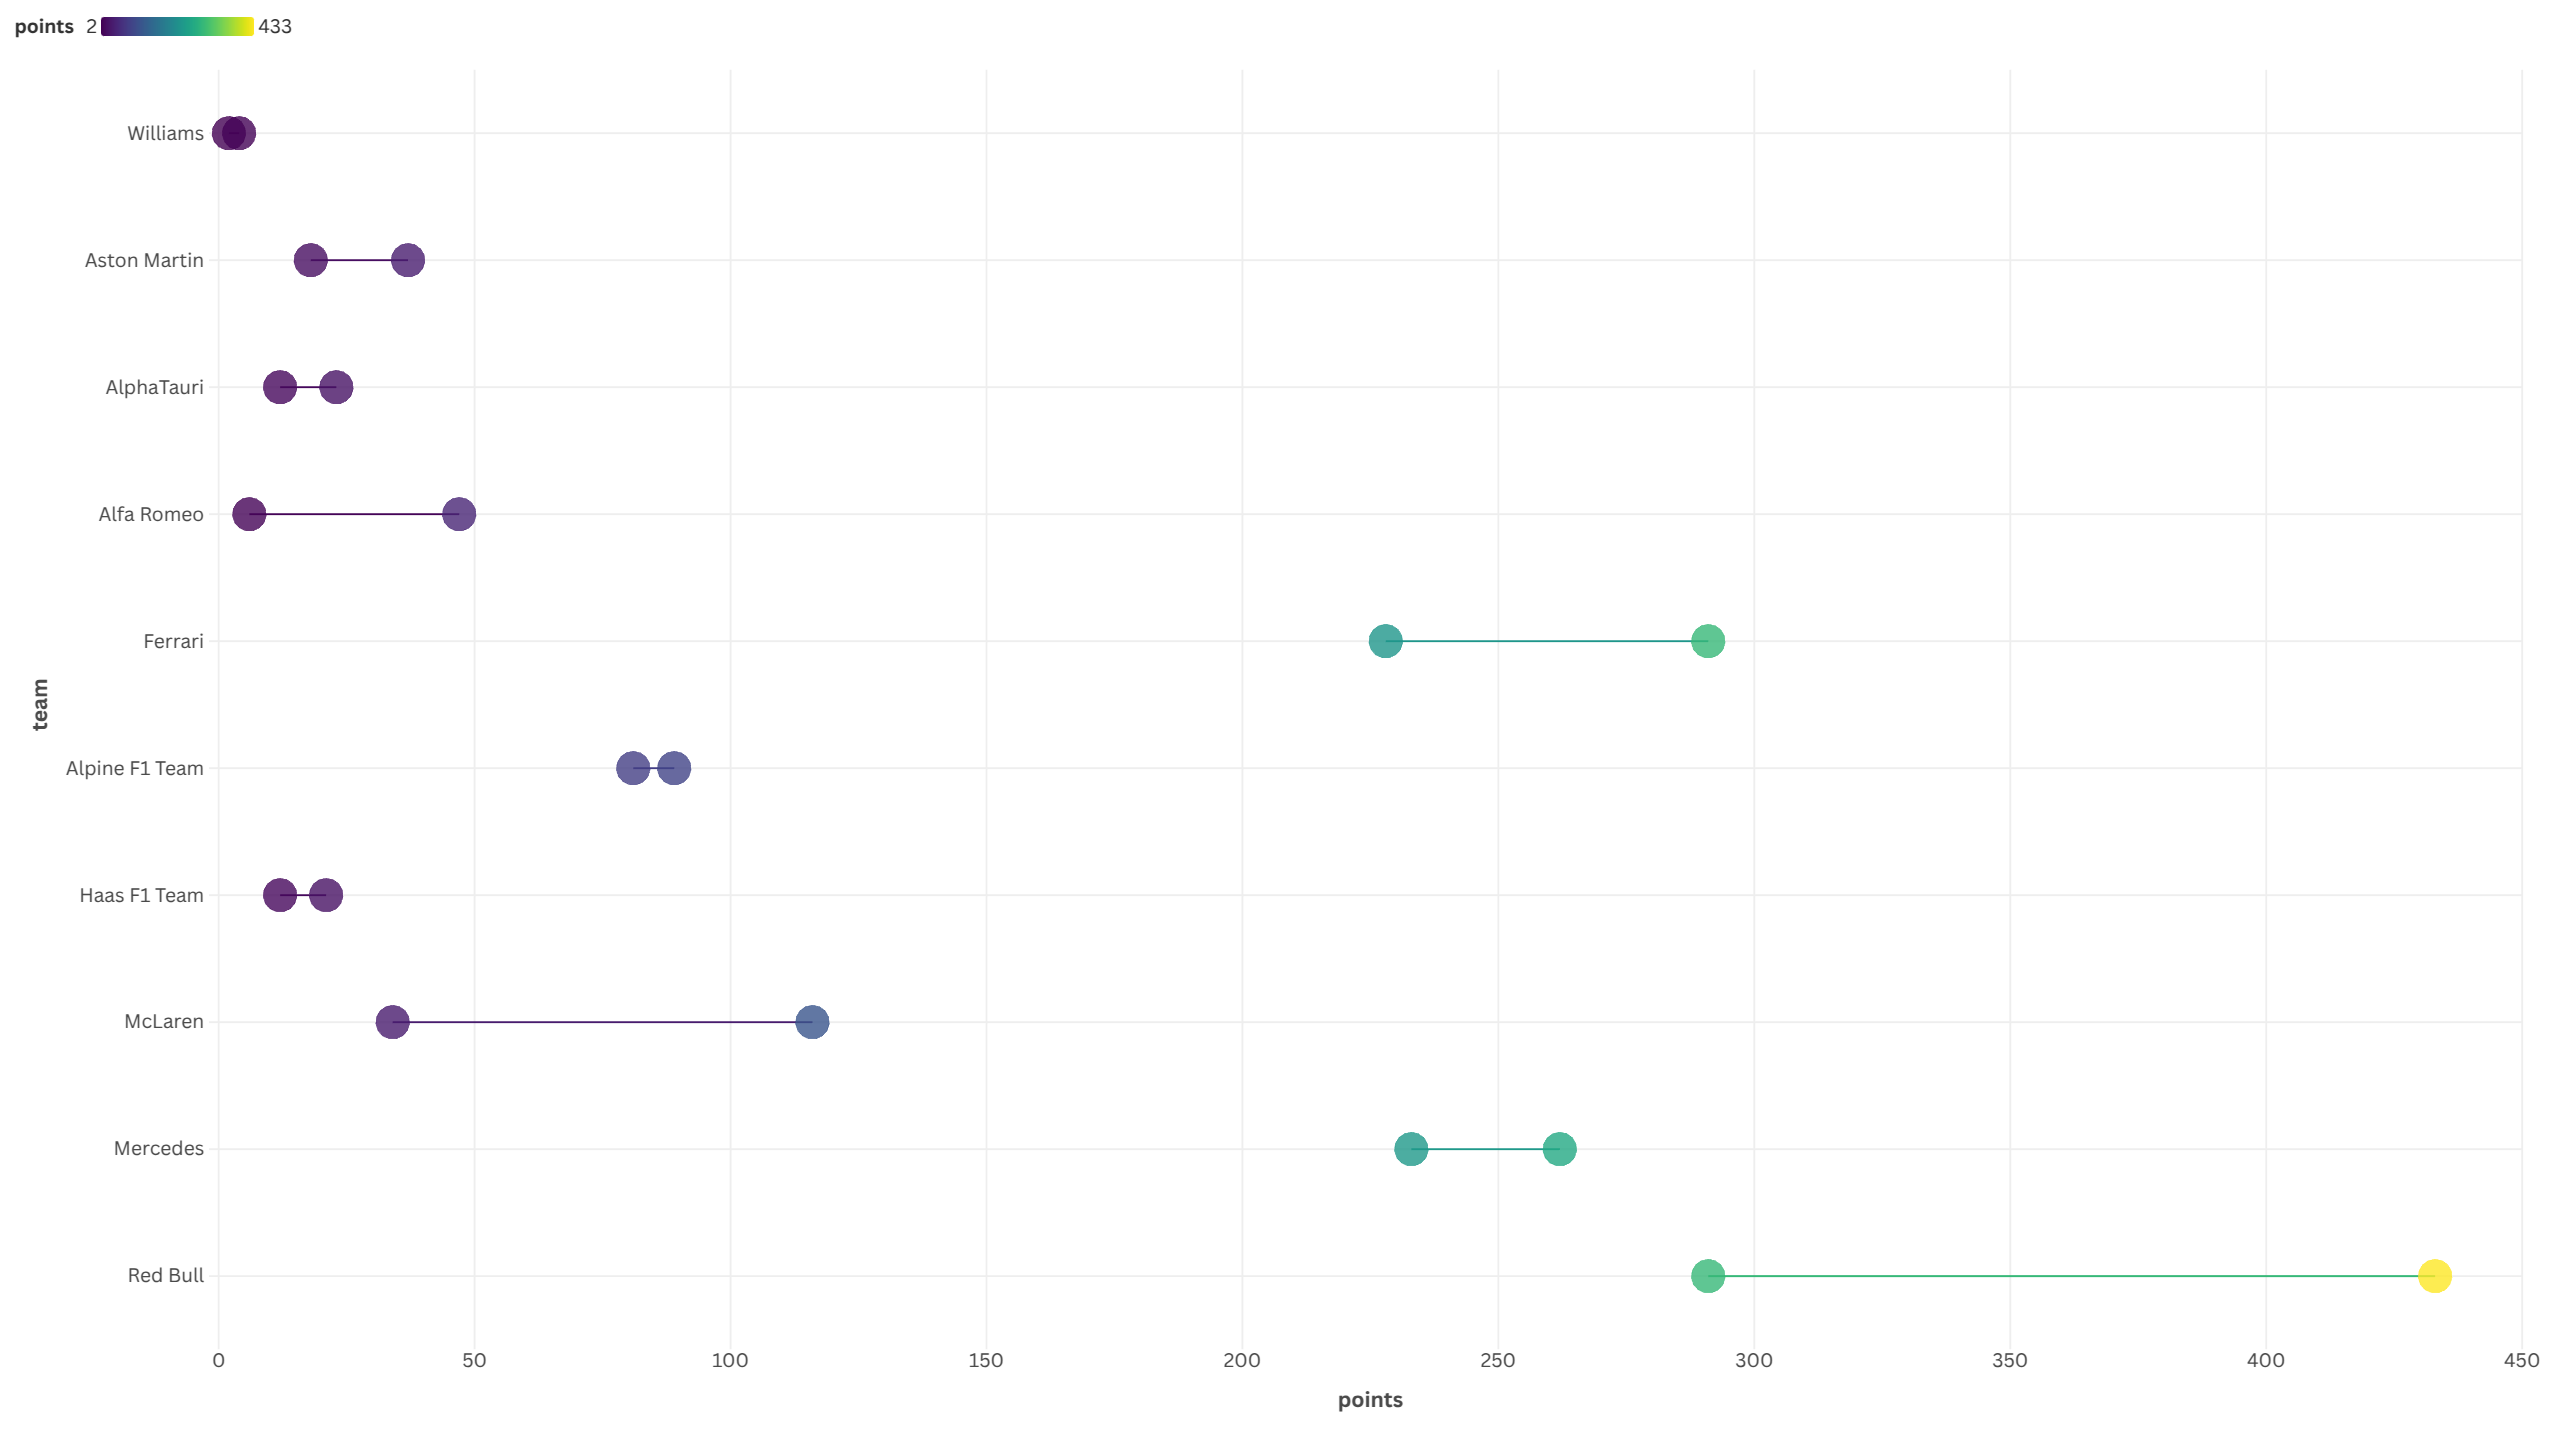 points 2 433
Williams
Aston Martin
AlphaTauri
Alfa Romeo
Ferrari
team
Alpine F1 Team
Haas F1 Team
McLaren
Mercedes
Red Bull
0 50 100 150 200 250 300 350 400 450
points